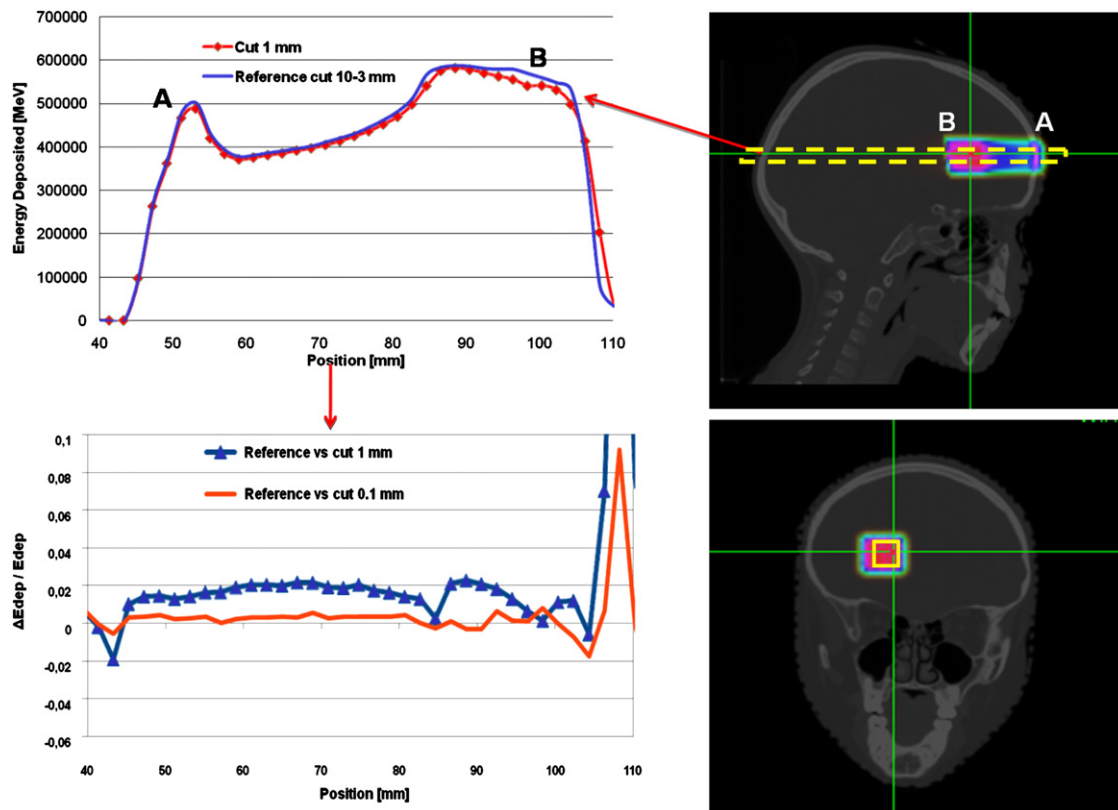 Energy Deposited [MeV]
700000
600000
500000
400000
300000
200000
100000
0
Cut 1 mm
Reference cut 10-3 mm
A
B
40 50 60 70 80 90 100 110
Position [mm]
B A
ΔEdep / Edep
0,1
0,08
0,06
0,04
0,02
0
-0,02
-0,04
-0,06
Reference vs cut 1 mm
Reference vs cut 0.1 mm
40 50 60 70 80 90 100 110
Position [mm]